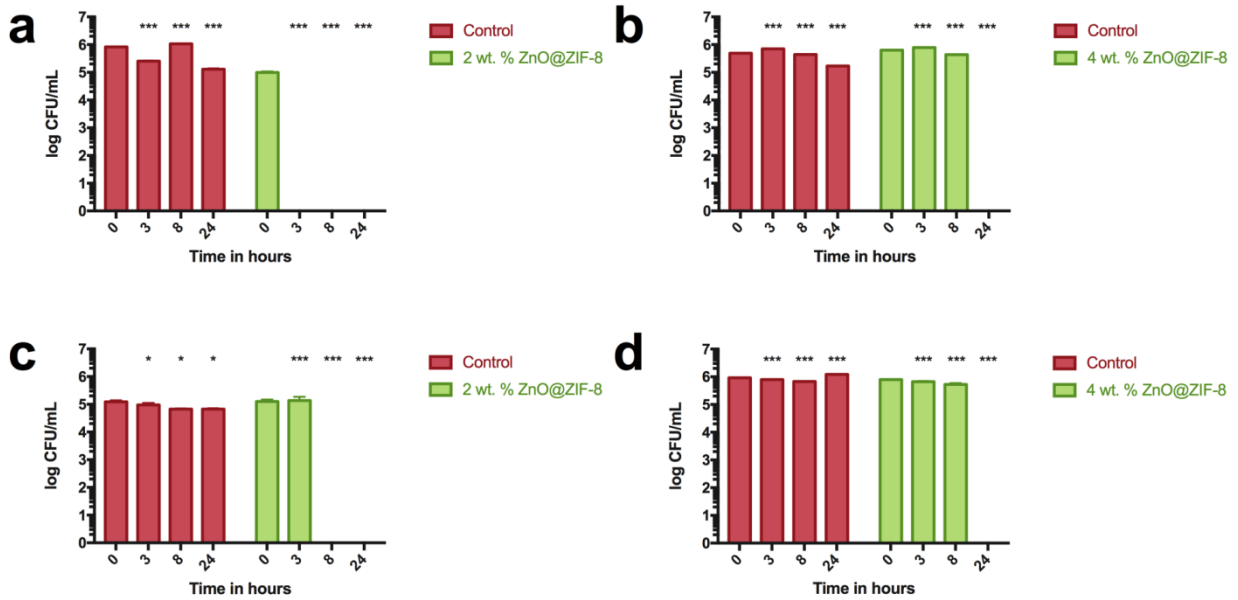 a
7
6
5
4
3
2
1
0
log CFU/mL
*** *** *** *** *** ***
0 3 8 24 0 3 8 24
Time in hours
Control
2 wt. % ZnO@ZIF-8
b
7
6
5
4
3
2
1
0
log CFU/mL
*** *** *** *** *** ***
0 3 8 24 0 3 8 24
Time in hours
Control
4 wt. % ZnO@ZIF-8
c
7
6
5
4
3
2
1
0
log CFU/mL
* * * *** *** ***
0 3 8 24 0 3 8 24
Time in hours
Control
2 wt. % ZnO@ZIF-8
d
7
6
5
4
3
2
1
0
log CFU/mL
*** *** *** *** *** ***
0 3 8 24 0 3 8 24
Time in hours
Control
4 wt. % ZnO@ZIF-8